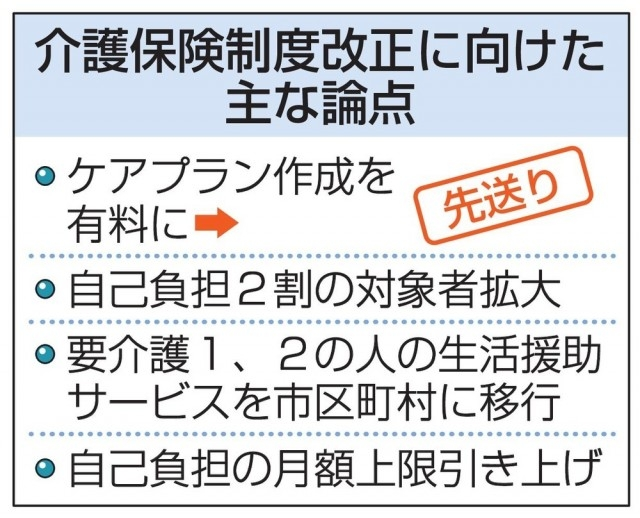 介護保険制度改正に向けた
主な論点
ケアプラン作成を
有料に
先送り
自己負担２割の対象者拡大
要介護１、２の人の生活援助
サービスを市区町村に移行
自己負担の月額上限引き上げ